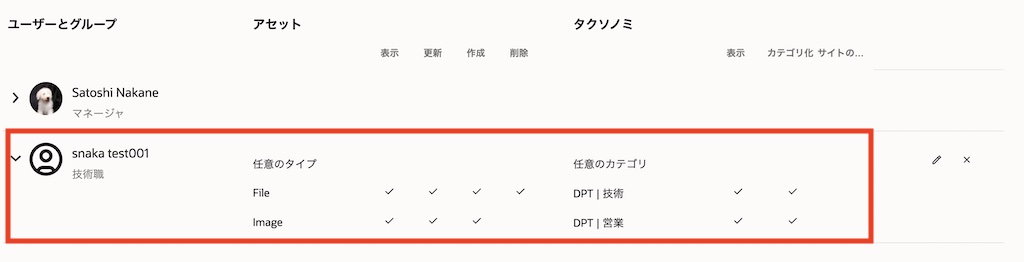 ユーザーとグループ アセット タクソノミ
表示 更新 作成 削除 表示 カテゴリ化 サイトの...
Satoshi Nakane
マネージャ
snaka test001
技術職
任意のタイプ 任意のカテゴリ
File DPT | 技術
Image DPT | 営業